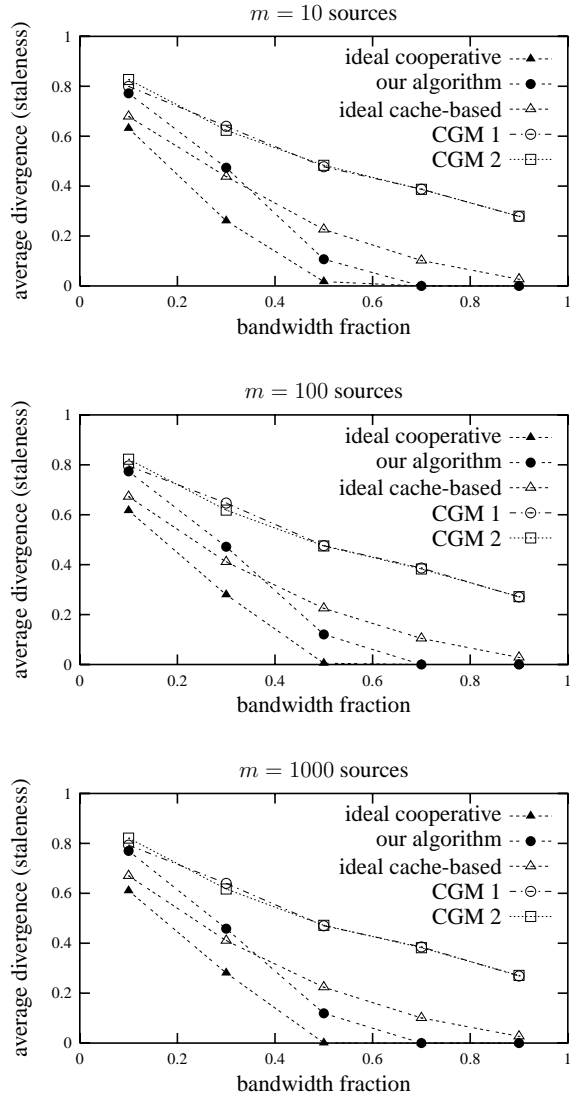 m = 10 sources
average divergence (staleness)
1
0.8
0.6
0.4
0.2
0
ideal cooperative
our algorithm
ideal cache-based
CGM 1
CGM 2
0 0.2 0.4 0.6 0.8 1
bandwidth fraction
m = 100 sources
average divergence (staleness)
1
0.8
0.6
0.4
0.2
0
ideal cooperative
our algorithm
ideal cache-based
CGM 1
CGM 2
0 0.2 0.4 0.6 0.8 1
bandwidth fraction
m = 1000 sources
average divergence (staleness)
1
0.8
0.6
0.4
0.2
0
ideal cooperative
our algorithm
ideal cache-based
CGM 1
CGM 2
0 0.2 0.4 0.6 0.8 1
bandwidth fraction